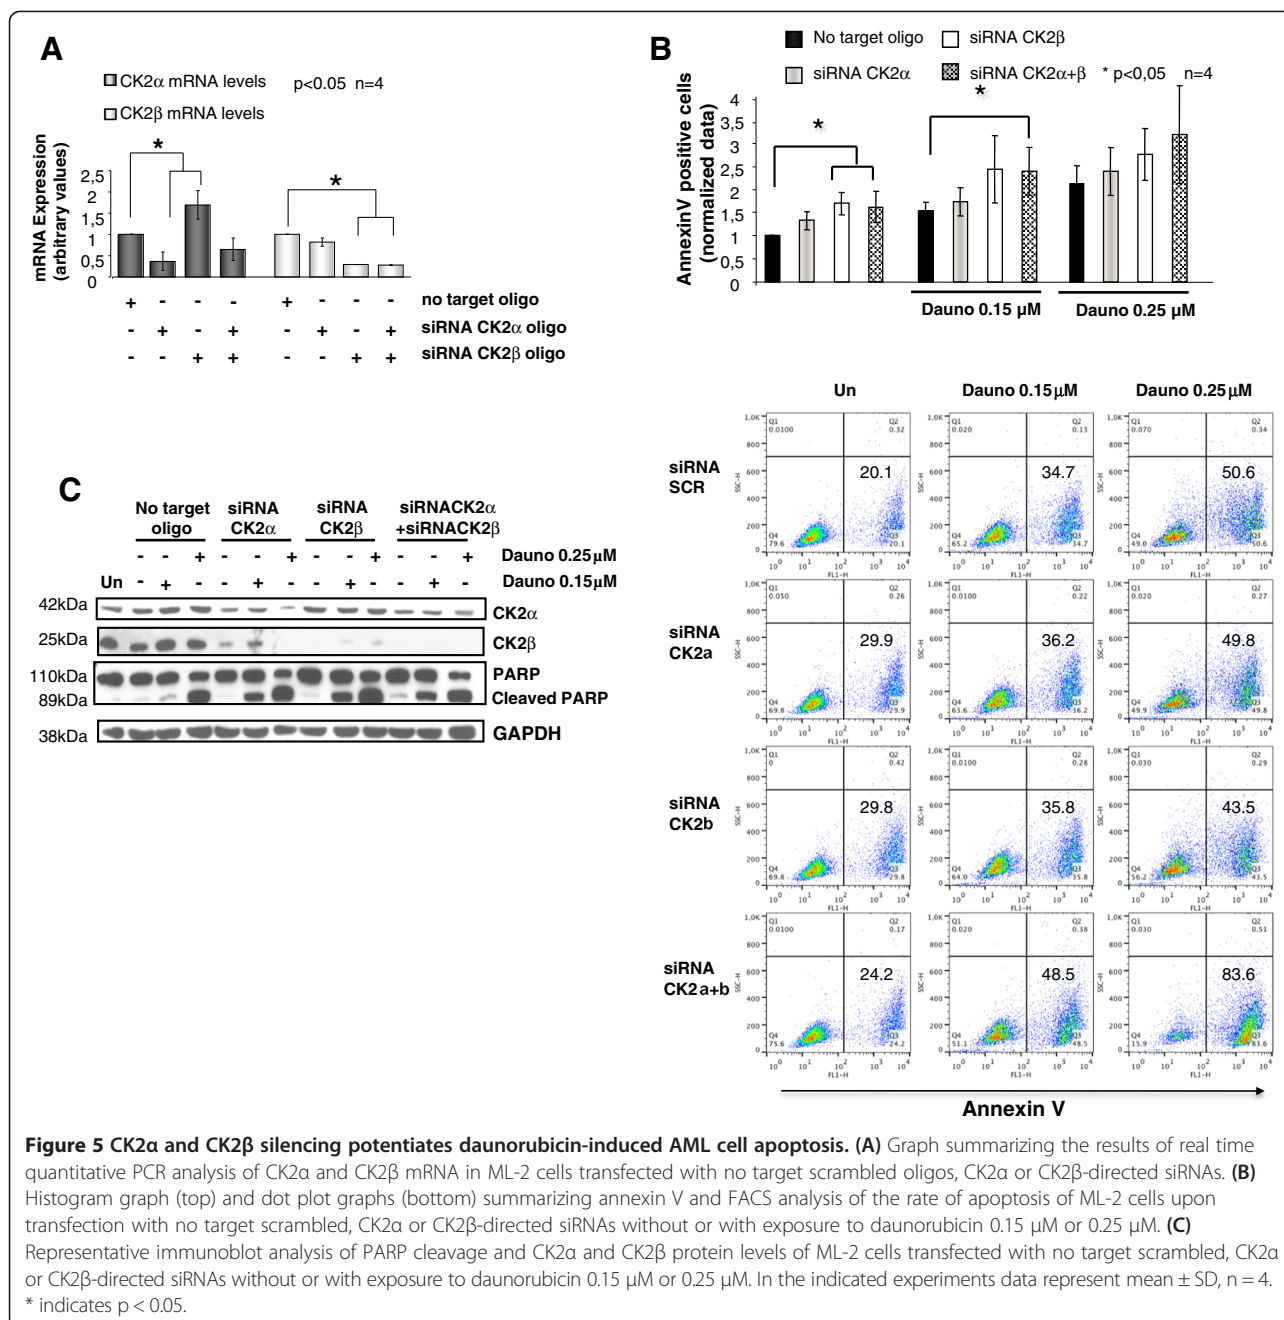 A
CK2α mRNA levels p<0.05 n=4
CK2β mRNA levels
mRNA Expression
(arbitrary values)
2,5
2
1,5
1
0,5
0
*
*
+ - - - + - - - no target oligo
- + - + - + - + siRNA CK2α oligo
- - + + - - + + siRNA CK2β oligo
B
No target oligo siRNA CK2β
siRNA CK2α siRNA CK2α+β * p<0,05 n=4
AnnexinV positive cells
(normalized data)
4
3,5
3
2,5
2
1,5
1
0,5
0
*
*
Dauno 0.15 µM Dauno 0.25 µM
Un Dauno 0.15µM Dauno 0.25µM
siRNA
SCR
20.1 34.7 50.6
siRNA
CK2a
29.9 36.2 49.8
siRNA
CK2b
29.8 35.8 43.5
siRNA
CK2a+b
24.2 48.5 83.6
Annexin V
C
No target
oligo
siRNA
CK2α
siRNA
CK2β
siRNACK2α
+siRNACK2β
- - + - - + - - + - - + Dauno 0.25µM
Un - + - - + - - + - - + - Dauno 0.15µM
42kDa CK2α
25kDa CK2β
110kDa PARP
89kDa Cleaved PARP
38kDa GAPDH
Figure 5 CK2α and CK2β silencing potentiates daunorubicin-induced AML cell apoptosis. (A) Graph summarizing the results of real time
quantitative PCR analysis of CK2α and CK2β mRNA in ML-2 cells transfected with no target scrambled oligos, CK2α or CK2β-directed siRNAs. (B)
Histogram graph (top) and dot plot graphs (bottom) summarizing annexin V and FACS analysis of the rate of apoptosis of ML-2 cells upon
transfection with no target scrambled, CK2α or CK2β-directed siRNAs without or with exposure to daunorubicin 0.15 µM or 0.25 µM. (C)
Representative immunoblot analysis of PARP cleavage and CK2α and CK2β protein levels of ML-2 cells transfected with no target scrambled, CK2α
or CK2β-directed siRNAs without or with exposure to daunorubicin 0.15 µM or 0.25 µM. In the indicated experiments data represent mean ± SD, n = 4.
* indicates p < 0.05.